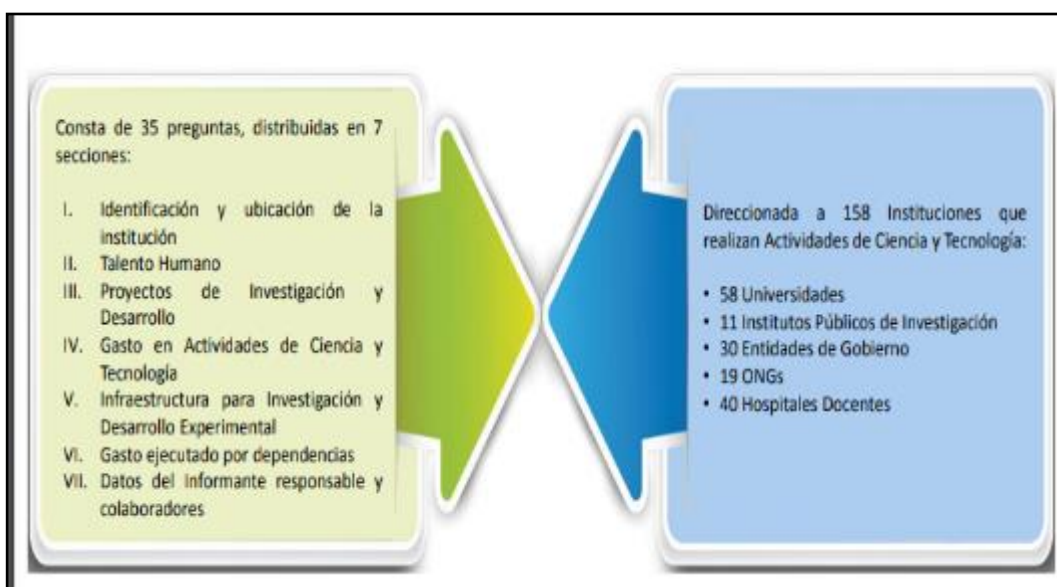 Consta de 35 preguntas, distribuidas en 7
secciones:
I. Identificación y ubicación de la
institución
II. Talento Humano
III. Proyectos de Investigación y
Desarrollo
IV. Gasto en Actividades de Ciencia y
Tecnología
V. Infraestructura para Investigación y
Desarrollo Experimental
VI. Gasto ejecutado por dependencias
VII. Datos del Informante responsable y
colaboradores
Direccionada a 158 Instituciones que
realizan Actividades de Ciencia y Tecnología:
• 58 Universidades
• 11 Institutos Públicos de Investigación
• 30 Entidades de Gobierno
• 19 ONGs
• 40 Hospitales Docentes